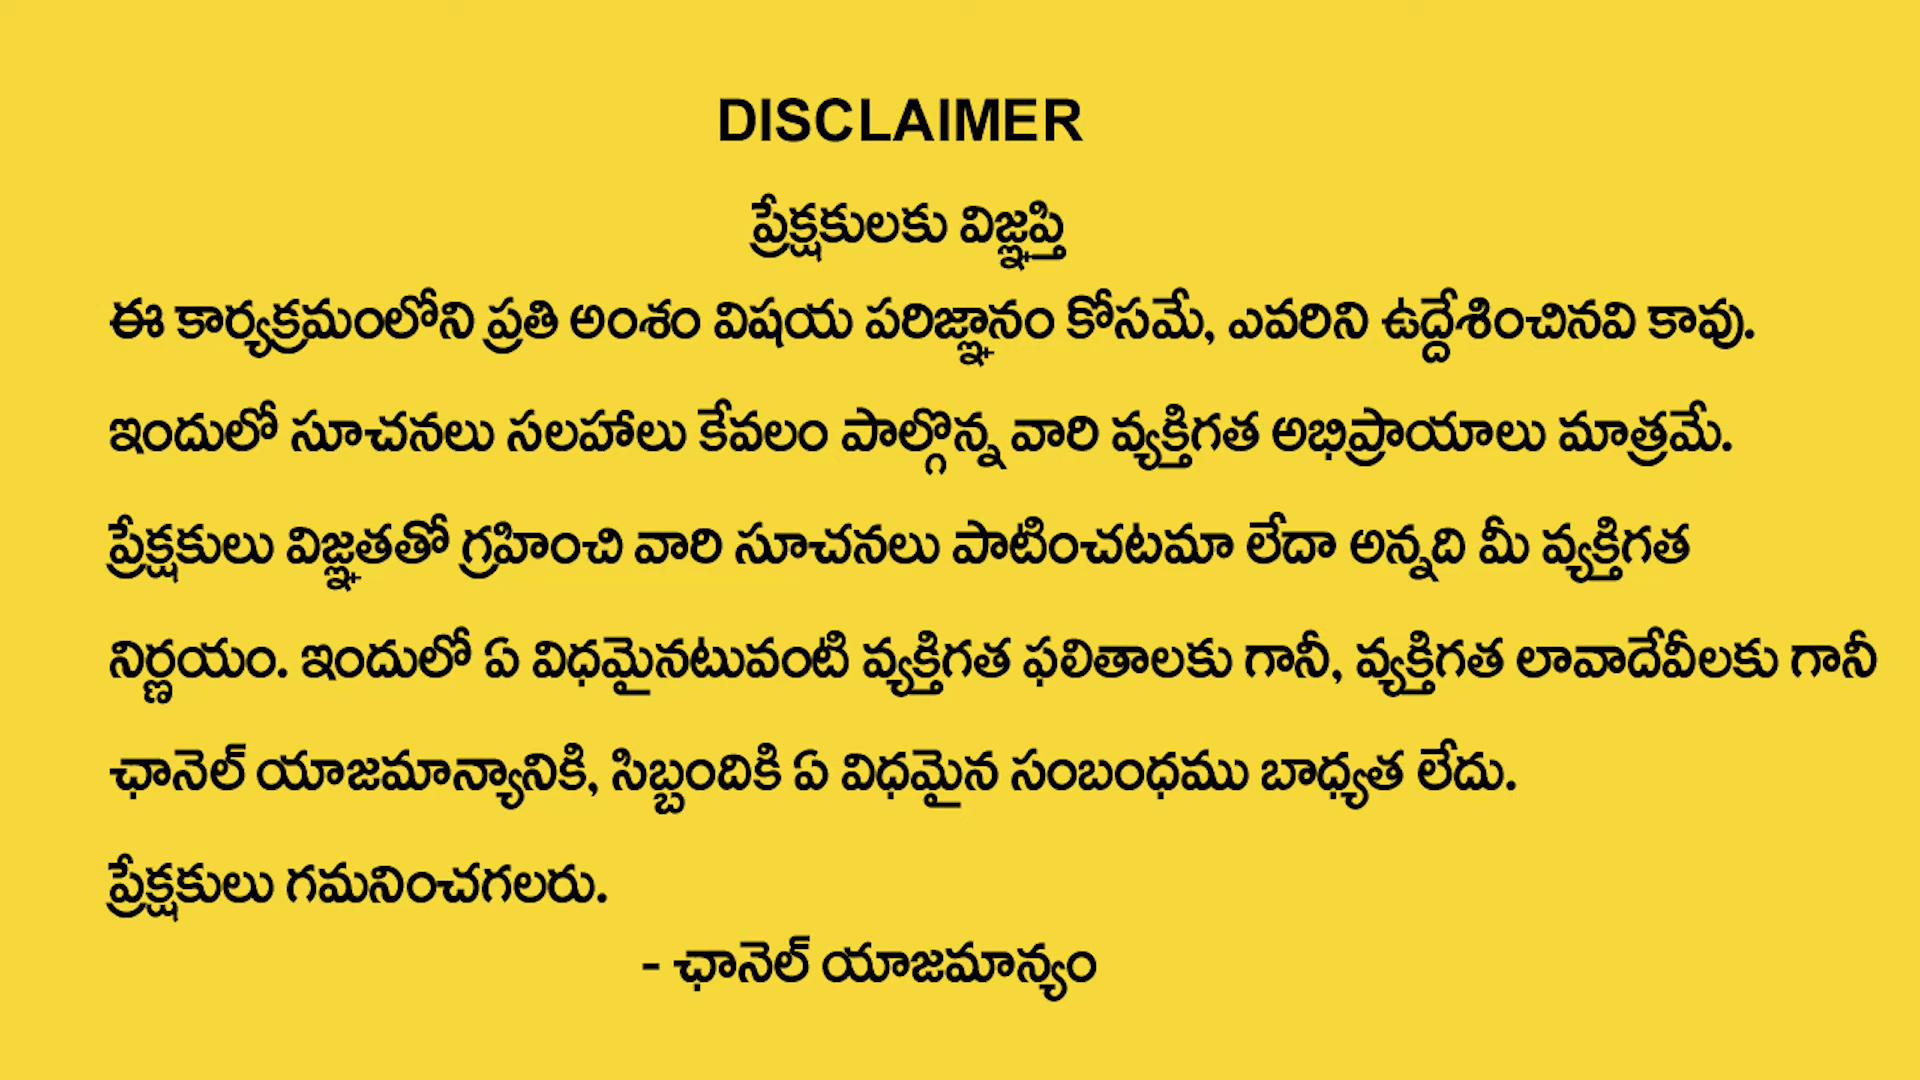 DISCLAIMER
ప్రేక్షకులకు విజ్ఞప్తి
ఈ కార్యక్రమంలోని ప్రతి అంశం విషయ పరిజ్ఞానం కోసమే, ఎవరిని ఉద్దేశించినవి కావు.
ఇందులో సూచనలు సలహాలు కేవలం పాల్గొన్న వారి వ్యక్తిగత అభిప్రాయాలు మాత్రమే.
ప్రేక్షకులు విజ్ఞతతో గ్రహించి వారి సూచనలు పాటించటమా లేదా అన్నది మీ వ్యక్తిగత
నిర్ణయం. ఇందులో ఏ విధమైనటువంటి వ్యక్తిగత ఫలితాలకు గానీ, వ్యక్తిగత లావాదేవీలకు గానీ
ఛానెల్ యాజమాన్యానికి, సిబ్బందికి ఏ విధమైన సంబంధము బాధ్యత లేదు.
ప్రేక్షకులు గమనించగలరు.
- ఛానెల్ యాజమాన్యం